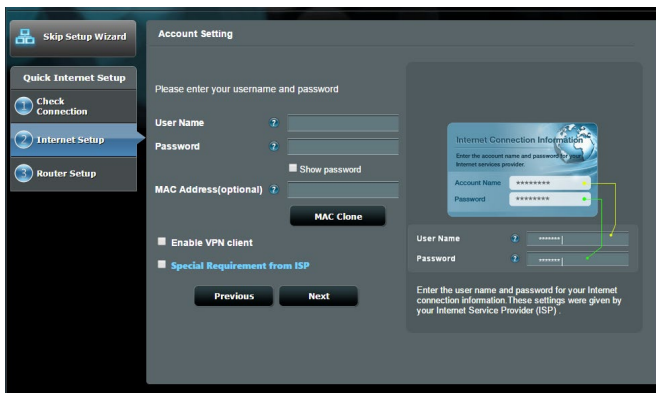 Skip Setup Wizard
Quick Internet Setup
1 Check
Connection
2 Internet Setup
3 Router Setup
Account Setting
Please enter your username and password
User Name ?
Password ?
Show password
MAC Address(optional) ?
MAC Clone
Enable VPN client
Special Requirement from ISP
Previous Next
Internet Connection Information
Enter the account name and password for your
Internet services provider.
Account Name ********
Password ********
User Name ? *******|
Password ? *******|
Enter the user name and password for your Internet
connection information.These settings were given by
your Internet Service Provider (ISP) .